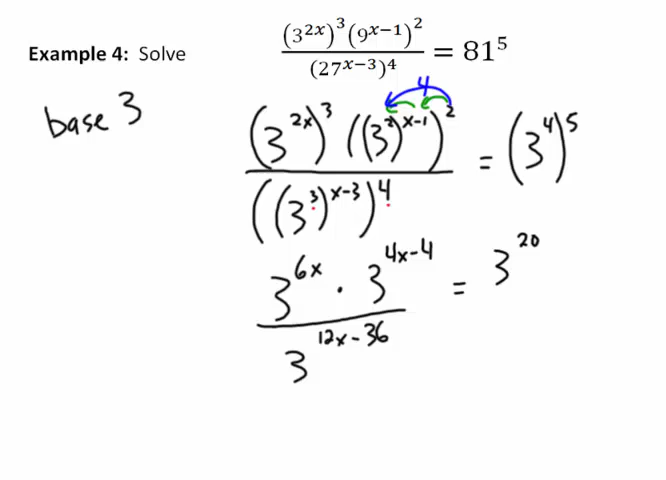 Example 4: Solve (3^{2x})^3 (9^{x-1})^2 / (27^{x-3})^4 = 81^5
base 3
(3^{2x})^3 ((3^2)^{x-1})^2 / ((3^3)^{x-3})^4 = (3^4)^5
4
3^{6x} · 3^{4x-4} / 3^{12x-36} = 3^{20}